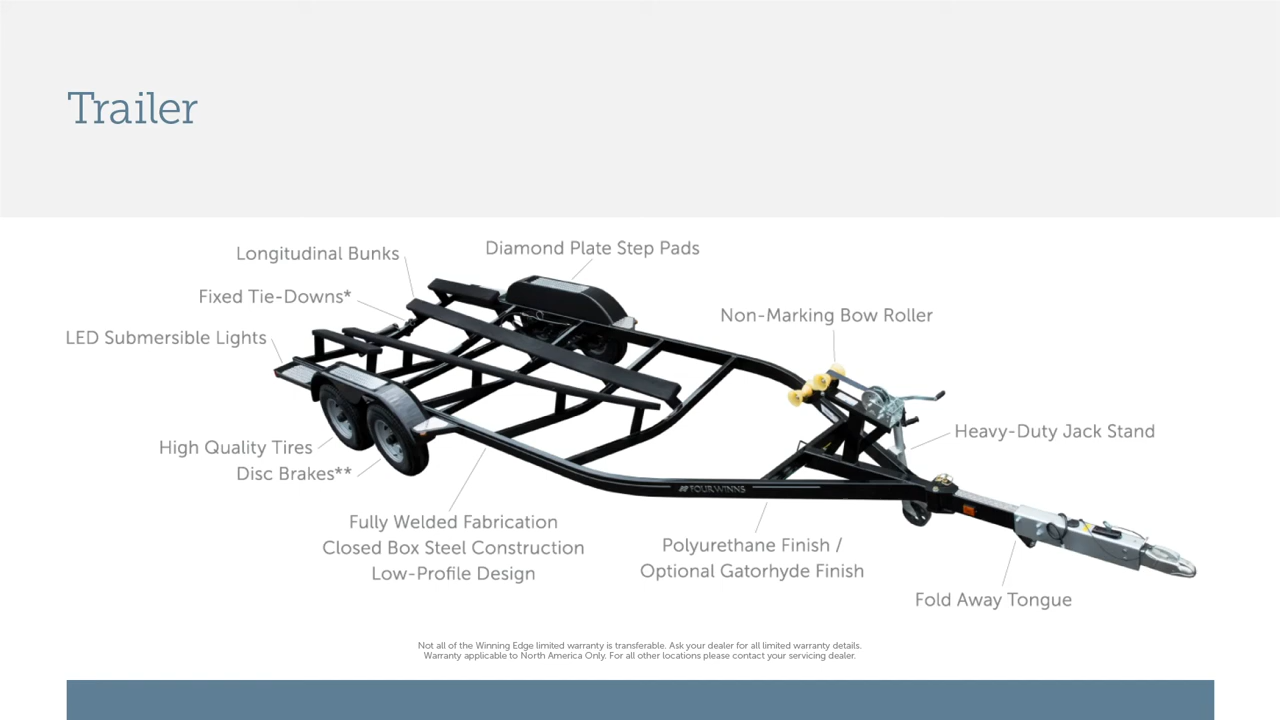 Trailer
Longitudinal Bunks
Diamond Plate Step Pads
Fixed Tie-Downs*
Non-Marking Bow Roller
LED Submersible Lights
Heavy-Duty Jack Stand
High Quality Tires
Disc Brakes**
FOURWINNS
Fully Welded Fabrication
Closed Box Steel Construction
Low-Profile Design
Polyurethane Finish /
Optional Gatorhyde Finish
Fold Away Tongue
Not all of the Winning Edge limited warranty is transferable. Ask your dealer for all limited warranty details.
Warranty applicable to North America Only. For all other locations please contact your servicing dealer.